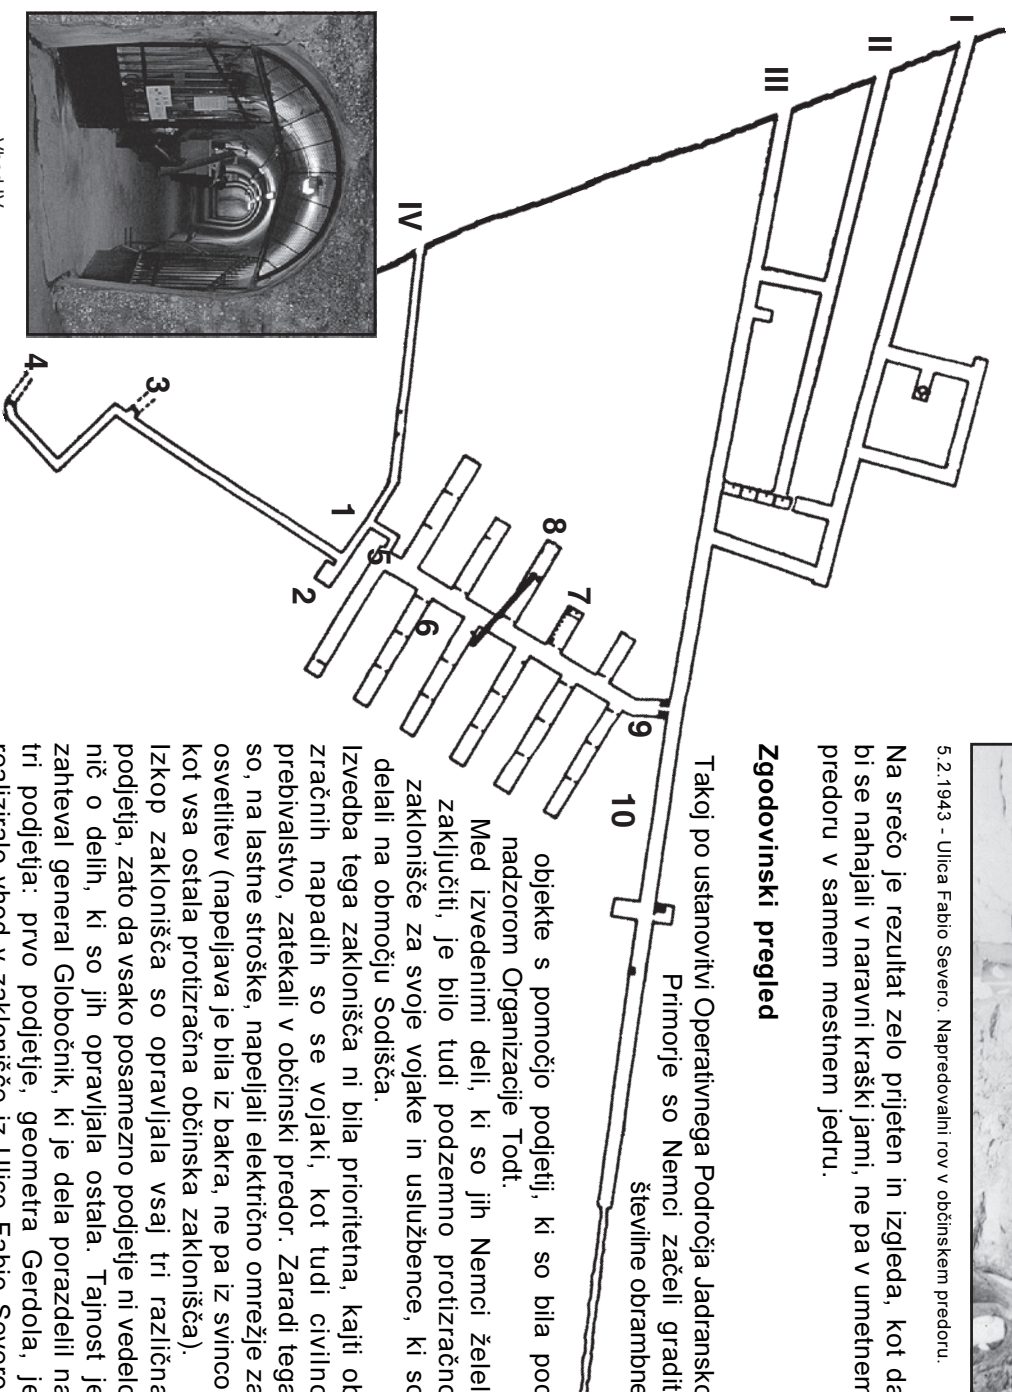 I
II
III
IV
4
3
1
2
5
6
8
7
9
10
5.2.1943 - Ulica Fabio Severo. Napredovalni rov v občinskem predoru.
Na srečo je rezultat zelo prijeten in izgleda, kot da
bi se nahajali v naravni kraški jami, ne pa v umetnem
predoru v samem mestnem jedru.
Zgodovinski pregled
Takoj po ustanovitvi Operativnega Področja Jadransko
Primorje so Nemci začeli gradit
številne obrambne
objekte s pomočjo podjetij, ki so bila pod
nadzorom Organizacije Todt.
Med izvedenimi deli, ki so jih Nemci želel
zaključiti, je bilo tudi podzemno protizračno
zaklonišče za svoje vojake in uslužbence, ki so
delali na območju Sodišča.
Izvedba tega zaklonišča ni bila prioritetna, kajti ob
zračnih napadih so se vojaki, kot tudi civilno
prebivalstvo, zatekali v občinski predor. Zaradi tega
so, na lastne stroške, napeljali električno omrežje za
osvetlitev (napeljava je bila iz bakra, ne pa iz svinco
kot vsa ostala protizračna občinska zaklonišča).
Izkop zaklonišča so opravljala vsaj tri različna
podjetja, zato da vsako posamezno podjetje ni vedelo
nič o delih, ki so jih opravljala ostala. Tajnost je
zahteval general Globočnik, ki je dela porazdelil na
tri podjetja: prvo podjetje, geometra Gerdola, je
realiziralo vhod v zaklonišče iz Ulice Fabio Severo